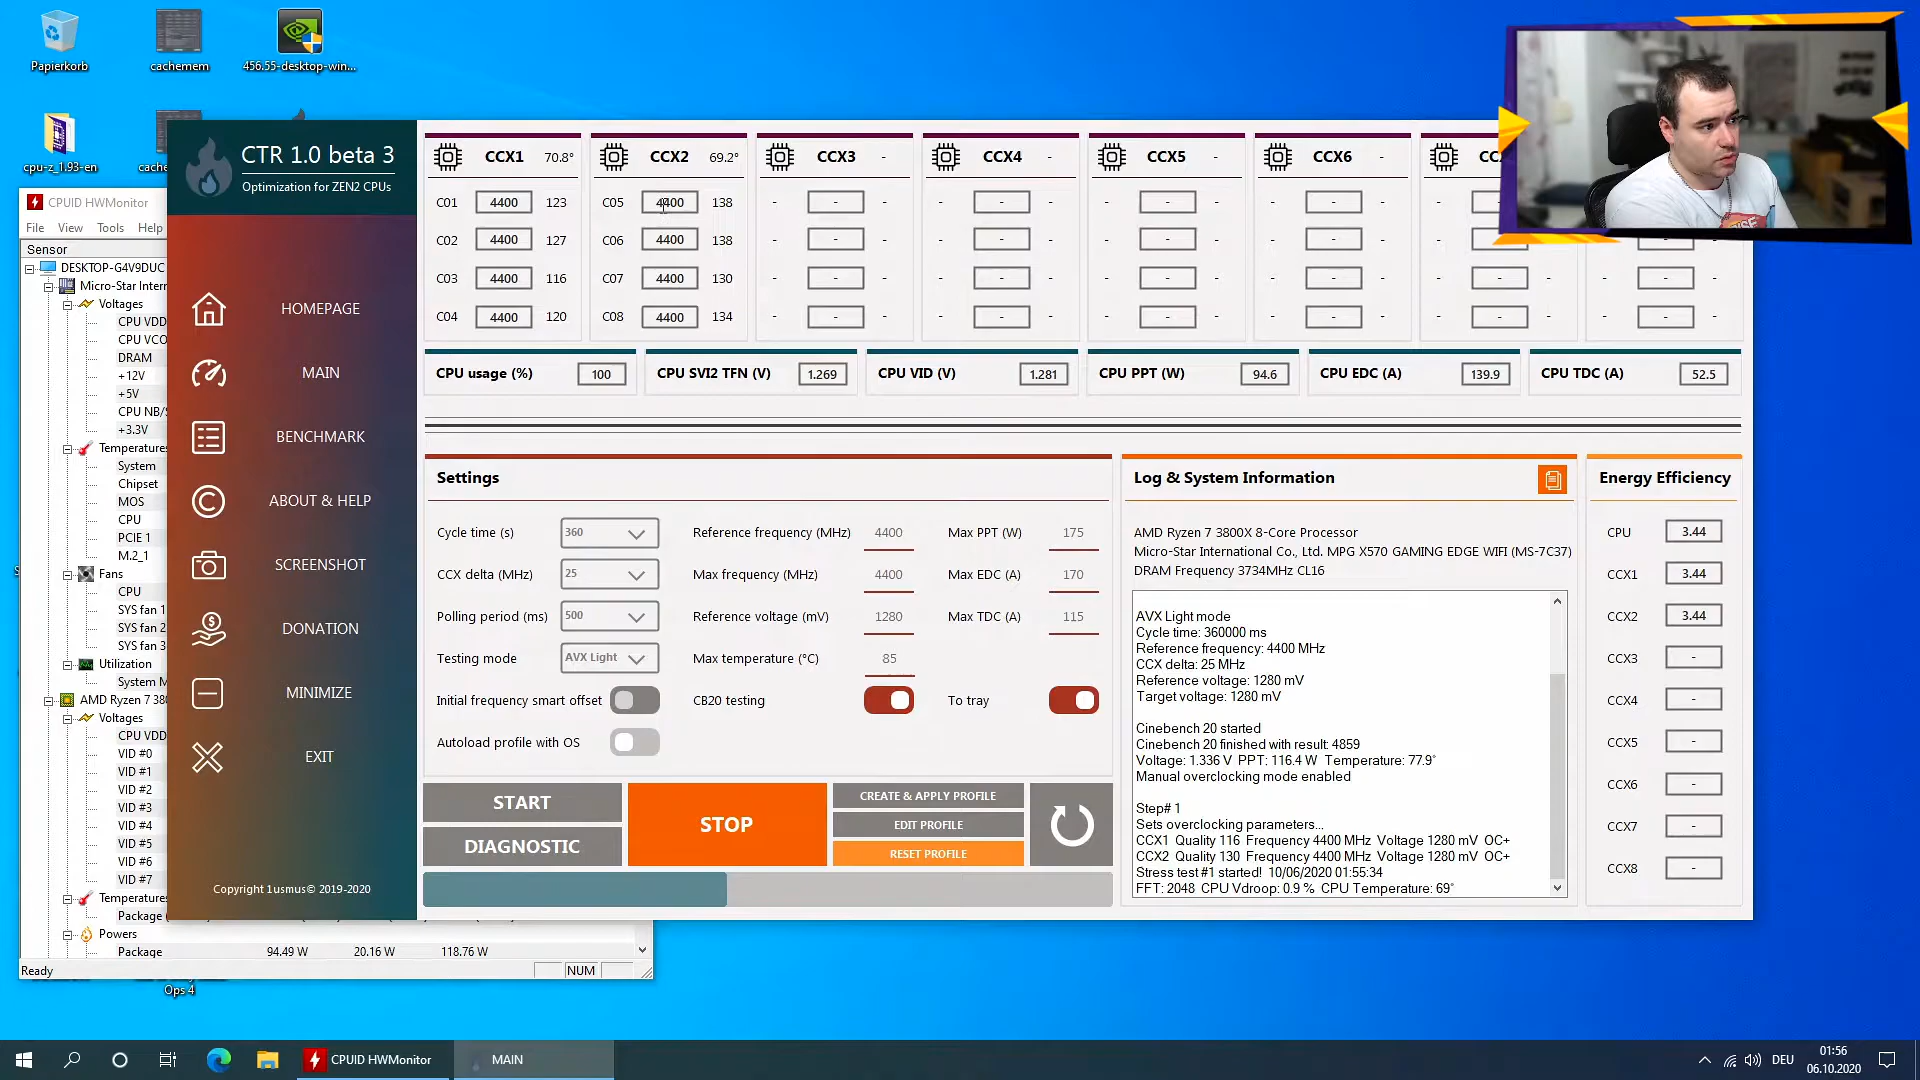 Papierkorb
cachemem
456.55-desktop-win...
cpu-z_1.93-en
CPUID HWMonitor
File View Tools Help
Sensor
DESKTOP-G4V9DUC
Voltages
CPU VDD
DRAM
+12V
+5V
CPU NB/
+3.3V
Temperatures
System
Chipset
MOS
CPU
PCIE 1
M.2_1
Fans
CPU
SYS fan 1
SYS fan 2
SYS fan 3
Utilization
System M
AMD Ryzen 7 380
Voltages
CPU VDD
VID #0
VID #1
VID #2
VID #3
VID #4
VID #5
VID #6
VID #7
Temperatures
Package
Powers
Package 94.49 W 20.16 W 118.76 W
Ready
NUM
Ops 4
CTR 1.0 beta 3
Optimization for ZEN2 CPUs
HOMEPAGE
MAIN
BENCHMARK
ABOUT & HELP
SCREENSHOT
DONATION
MINIMIZE
EXIT
Copyright 1usmus© 2019-2020
CCX1 70.8° CCX2 69.2° CCX3 - CCX4 - CCX5 - CCX6 -
C01 4400 123 C05 4400 138
C02 4400 127 C06 4400 138
C03 4400 116 C07 4400 130
C04 4400 120 C08 4400 134
CPU usage (%) 100 CPU SVI2 TFN (V) 1.269 CPU VID (V) 1.281 CPU PPT (W) 94.6 CPU EDC (A) 139.9 CPU TDC (A) 52.5
Settings
Cycle time (s) 360 Reference frequency (MHz) 4400 Max PPT (W) 175
CCX delta (MHz) 25 Max frequency (MHz) 4400 Max EDC (A) 170
Polling period (ms) 500 Reference voltage (mV) 1280 Max TDC (A) 115
Testing mode AVX Light Max temperature (°C) 85
Initial frequency smart offset CB20 testing To tray
Autoload profile with OS
START
DIAGNOSTIC
STOP
CREATE & APPLY PROFILE
EDIT PROFILE
RESET PROFILE
Log & System Information
AMD Ryzen 7 3800X 8-Core Processor
Micro-Star International Co., Ltd. MPG X570 GAMING EDGE WIFI (MS-7C37)
DRAM Frequency 3734MHz CL16
AVX Light mode
Cycle time: 360000 ms
Reference frequency: 4400 MHz
CCX delta: 25 MHz
Reference voltage: 1280 mV
Target voltage: 1280 mV
Cinebench 20 started
Cinebench 20 finished with result: 4859
Voltage: 1.336 V PPT: 116.4 W Temperature: 77.9°
Manual overclocking mode enabled
Step# 1
Sets overclocking parameters...
CCX1 Quality 116 Frequency 4400 MHz Voltage 1280 mV OC+
CCX2 Quality 130 Frequency 4400 MHz Voltage 1280 mV OC+
Stress test #1 started! 10/06/2020 01:55:34
FFT: 2048 CPU Vdroop: 0.9 % CPU Temperature: 69°
Energy Efficiency
CPU 3.44
CCX1 3.44
CCX2 3.44
CCX3 -
CCX4 -
CCX5 -
CCX6 -
CCX7 -
CCX8 -
CPUID HWMonitor
MAIN
DEU
01:56
06.10.2020